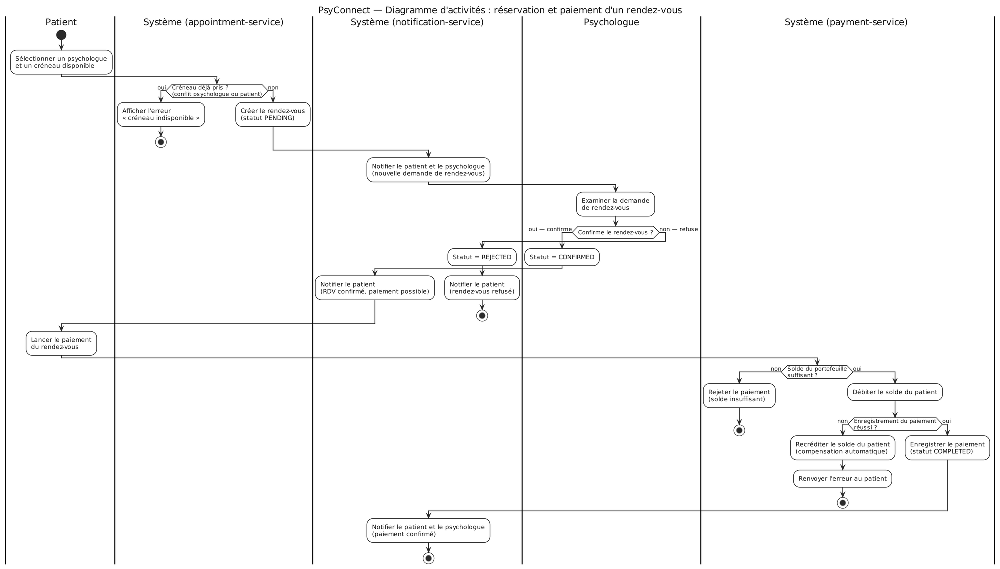 PsyConnect — Diagramme d'activités : réservation et paiement d'un rendez-vous
Patient
Système (appointment-service)
Système (notification-service)
Psychologue
Système (payment-service)
Sélectionner un psychologue
et un créneau disponible
oui
Créneau déjà pris ?
(conflit psychologue ou patient)
non
Afficher l'erreur
« créneau indisponible »
Créer le rendez-vous
(statut PENDING)
Notifier le patient et le psychologue
(nouvelle demande de rendez-vous)
Examiner la demande
de rendez-vous
oui — confirme
Confirme le rendez-vous ?
non — refuse
Statut = REJECTED
Statut = CONFIRMED
Notifier le patient
(RDV confirmé, paiement possible)
Notifier le patient
(rendez-vous refusé)
Lancer le paiement
du rendez-vous
non
Solde du portefeuille
suffisant ?
oui
Rejeter le paiement
(solde insuffisant)
Débiter le solde du patient
non
Enregistrement du paiement
réussi ?
oui
Recréditer le solde du patient
(compensation automatique)
Enregistrer le paiement
(statut COMPLETED)
Renvoyer l'erreur au patient
Notifier le patient et le psychologue
(paiement confirmé)